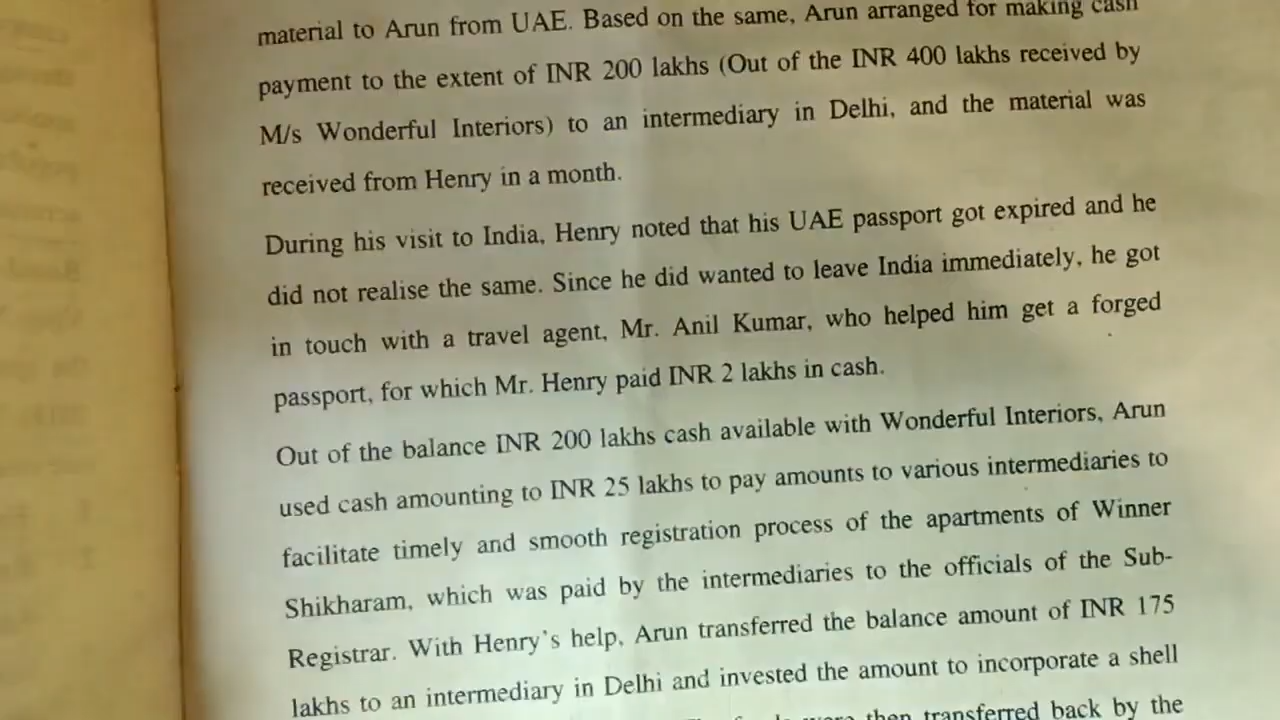 material to Arun from UAE. Based on the same, Arun arranged for making cash
payment to the extent of INR 200 lakhs (Out of the INR 400 lakhs received by
M/s Wonderful Interiors) to an intermediary in Delhi, and the material was
received from Henry in a month.
During his visit to India, Henry noted that his UAE passport got expired and he
did not realise the same. Since he did wanted to leave India immediately, he got
in touch with a travel agent, Mr. Anil Kumar, who helped him get a forged
passport, for which Mr. Henry paid INR 2 lakhs in cash.
Out of the balance INR 200 lakhs cash available with Wonderful Interiors, Arun
used cash amounting to INR 25 lakhs to pay amounts to various intermediaries to
facilitate timely and smooth registration process of the apartments of Winner
Shikharam, which was paid by the intermediaries to the officials of the Sub-
Registrar. With Henry's help, Arun transferred the balance amount of INR 175
lakhs to an intermediary in Delhi and invested the amount to incorporate a shell
then transferred back by the